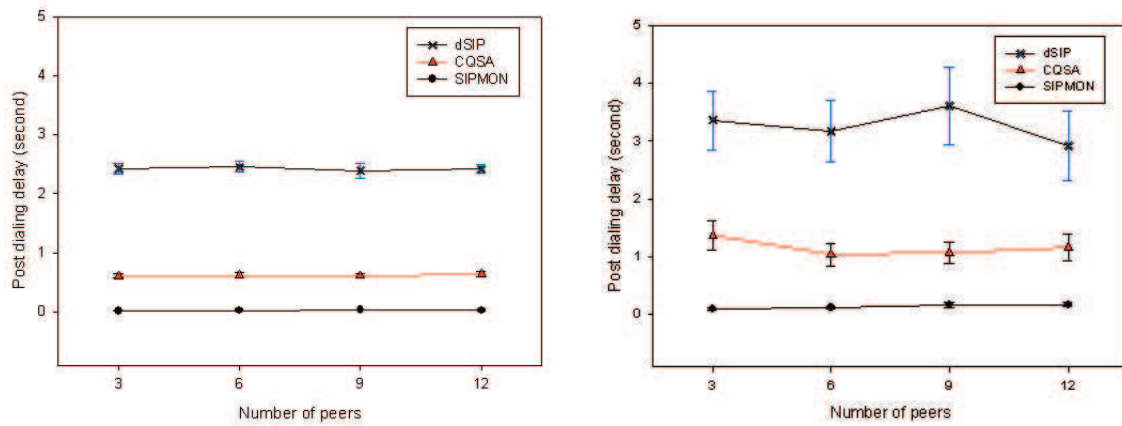 5
4
3
2
1
0
Post dialing delay (second)
dSIP
CQSA
SIPMON
3
6
9
12
Number of peers
5
4
3
2
1
0
Post dialing delay (second)
dSIP
CQSA
SIPMON
3
6
9
12
Number of peers